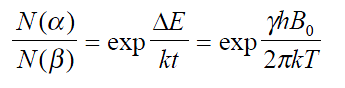 N(α)/N(β) = exp ΔE/kt = exp γhB₀/2πkT